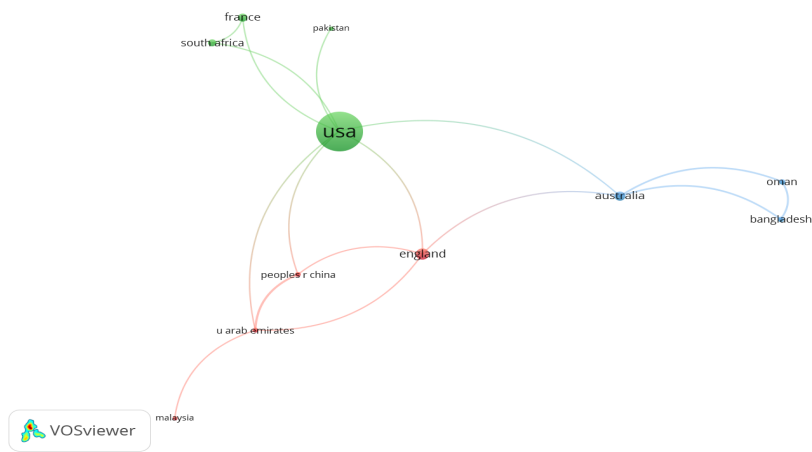 france
pakistan
south africa
usa
oman
australia
bangladesh
england
peoples r china
u arab emirates
malaysia
VOSviewer